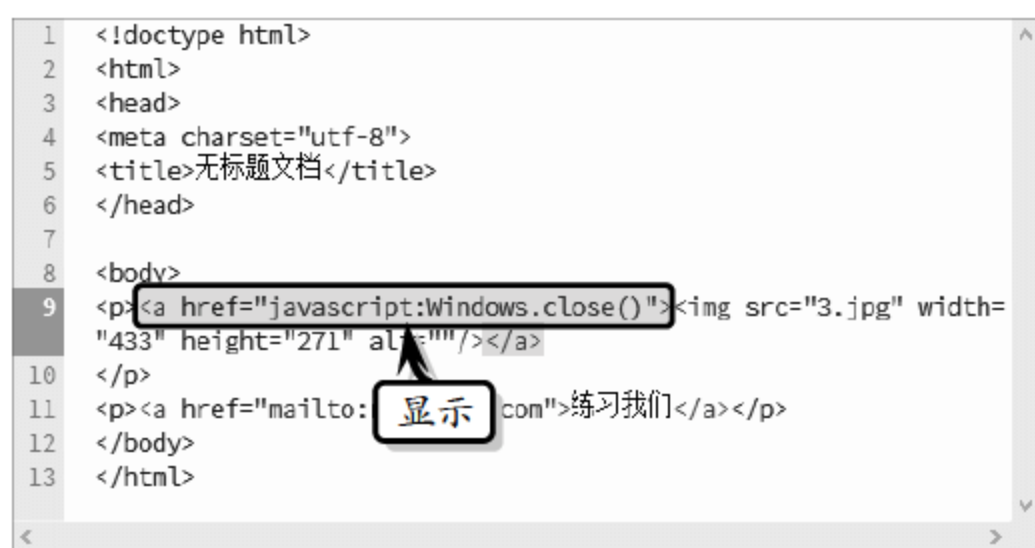 1 <!doctype html>
2 <html>
3 <head>
4 <meta charset="utf-8">
5 <title>无标题文档</title>
6 </head>
7
8 <body>
9 <p><a href="javascript:Windows.close()"><img src="3.jpg" width=
"433" height="271" alt=""/></a>
10 </p>
11 <p><a href="mailto: com">练习我们</a></p>
显示
12 </body>
13 </html>